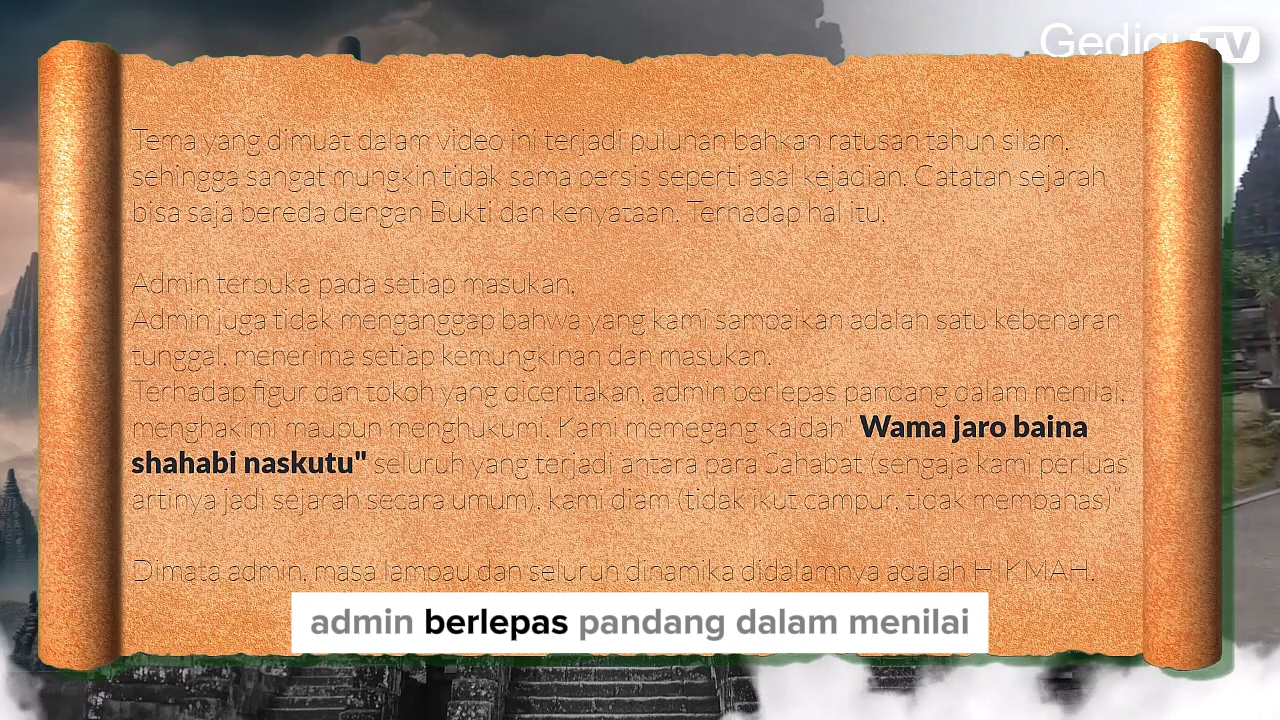 Tema yang dimuat dalam video ini terjadi puluhan bahkan ratusan tahun silam,
sehingga sangat mungkin tidak sama persis seperti asal kejadian. Catatan sejarah
bisa saja bereda dengan Bukti dan kenyataan. Terhadap hal itu,
Admin terbuka pada setiap masukan.
Admin juga tidak menganggap bahwa yang kami sampaikan adalah satu kebenaran
tunggal, menerima setiap kemungkinan dan masukan.
Terhadap figur dan tokoh yang diceritakan, admin berlepas pandang dalam menilai,
menghakimi maupun menghukumi. Kami memegang kaidah" Wama jaro baina
shahabi naskutu" seluruh yang terjadi antara para Sahabat (sengaja kami perluas
artinya jadi sejarah secara umum), kami diam (tidak ikut campur, tidak membahas)"
Dimata admin, masa lampau dan seluruh dinamika didalamnya adalah HIKMAH.
admin berlepas pandang dalam menilai
TV